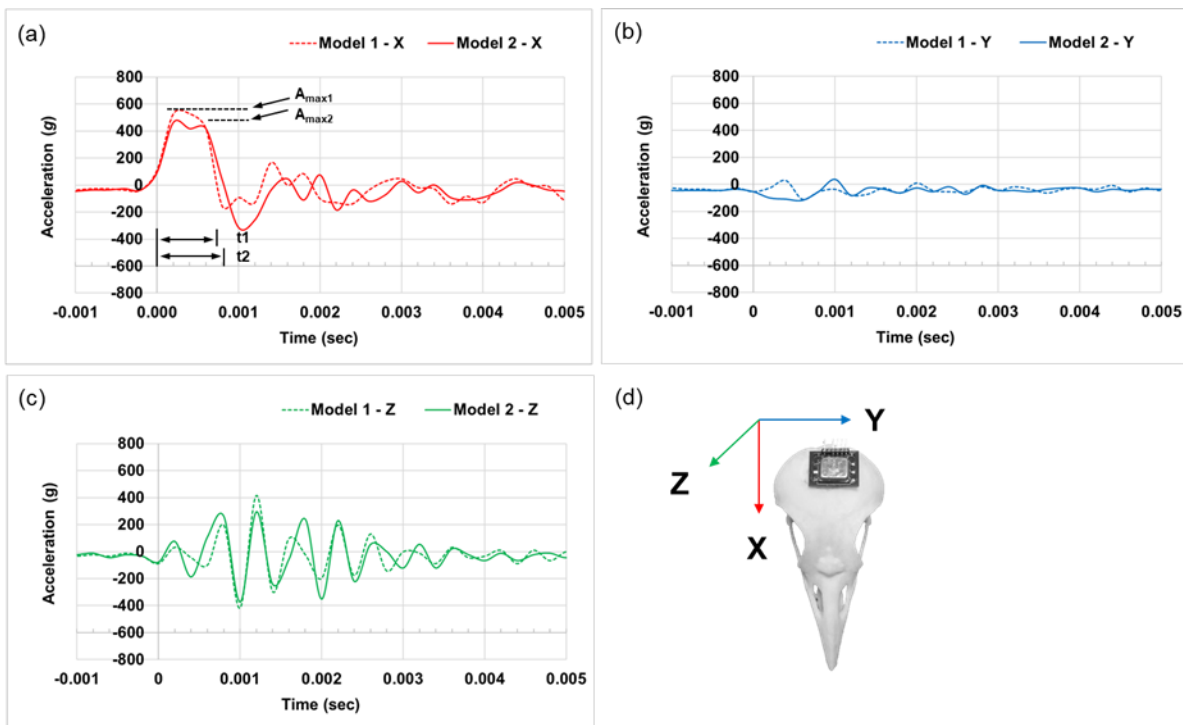 (a)
Model 1 - X Model 2 - X
800
600
400
200
0
-200
-400
-600
-800
Acceleration (g)
A max1
A max2
t1
t2
-0.001 0.000 0.001 0.002 0.003 0.004 0.005
Time (sec)
(b)
Model 1 - Y Model 2 - Y
800
600
400
200
0
-200
-400
-600
-800
Acceleration (g)
-0.001 0 0.001 0.002 0.003 0.004 0.005
Time (sec)
(c)
Model 1 - Z Model 2 - Z
800
600
400
200
0
-200
-400
-600
-800
Acceleration (g)
-0.001 0 0.001 0.002 0.003 0.004 0.005
Time (sec)
(d)
Y
Z
X